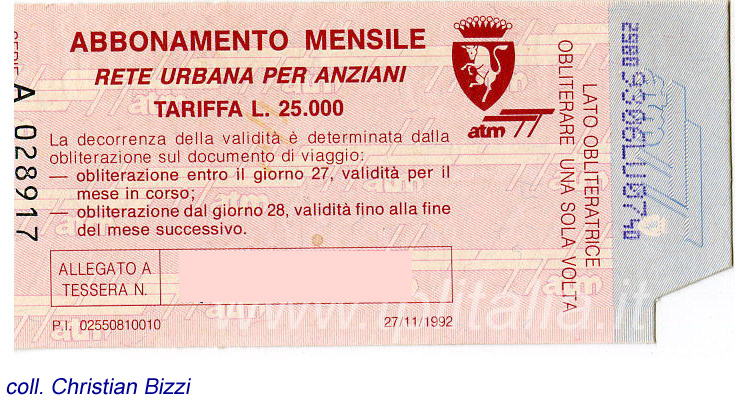 ABBONAMENTO MENSILE
RETE URBANA PER ANZIANI
TARIFFA L. 25.000
atm
La decorrenza della validità è determinata dalla
obliterazione sul documento di viaggio:
— obliterazione entro il giorno 27, validità per il
mese in corso;
— obliterazione dal giorno 28, validità fino alla fine
del mese successivo.
ALLEGATO A
TESSERA N.
P.I. 02550810010
27/11/1992
SERIE
A 028917
OBLITERARE UNA SOLA VOLTA
LATO OBLITERATRICE
www.iplitalia.it
coll. Christian Bizzi